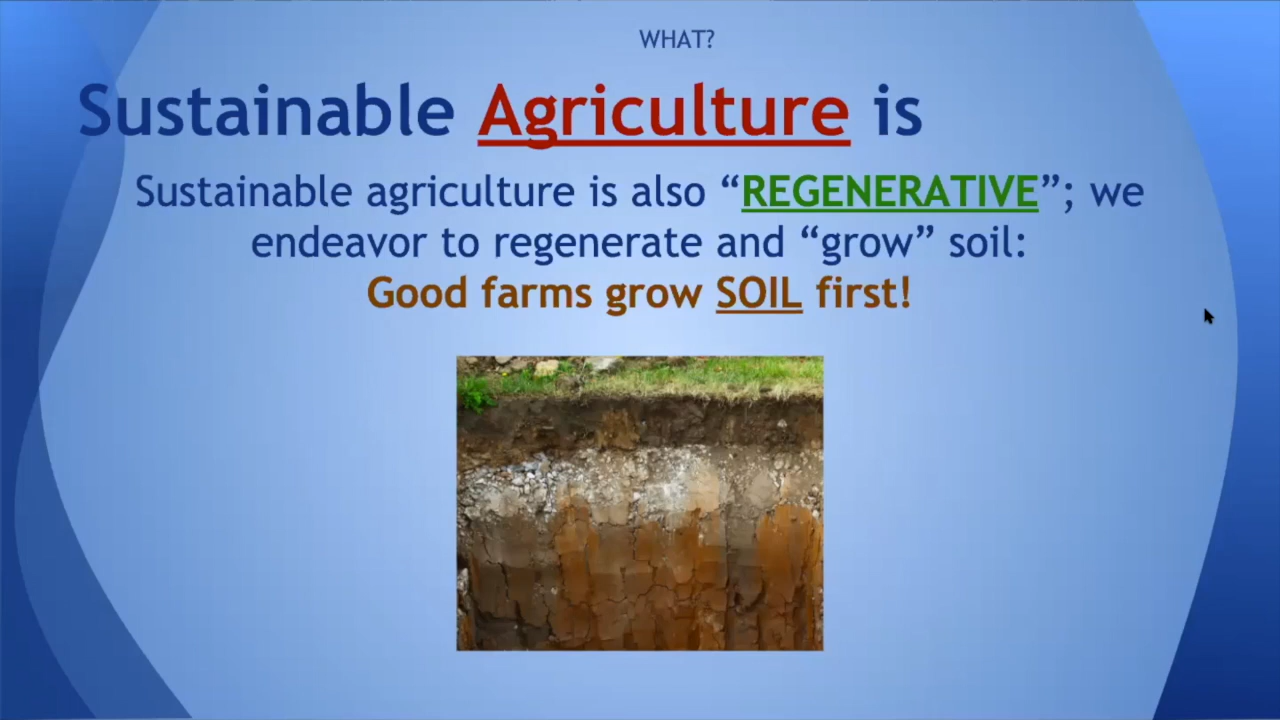 WHAT?
Sustainable Agriculture is
Sustainable agriculture is also “REGENERATIVE”; we
endeavor to regenerate and “grow” soil:
Good farms grow SOIL first!